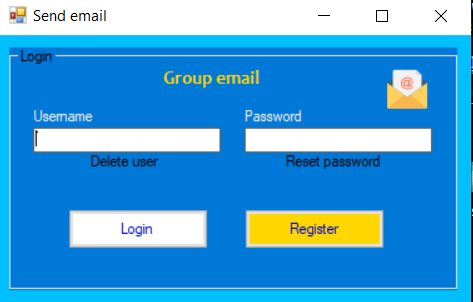 Send email
Login
Group email
@
Username Password
Delete user Reset password
Login Register